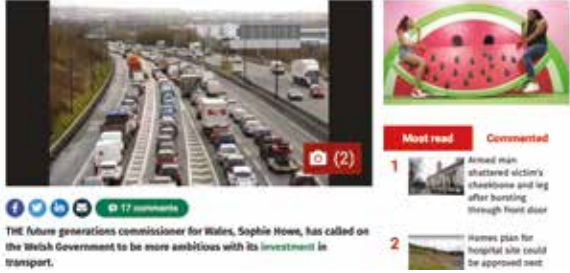 (2)
17 comments
THE future generations commissioner for Wales, Sophie Howe, has called on
the Welsh Government to be more ambitious with its investment in
transport.
Most read
Commented
1
Armed man
shattered victim's
cheekbone and leg
after bursting
through front door
2
Homes plan for
hospital site could
be approved next